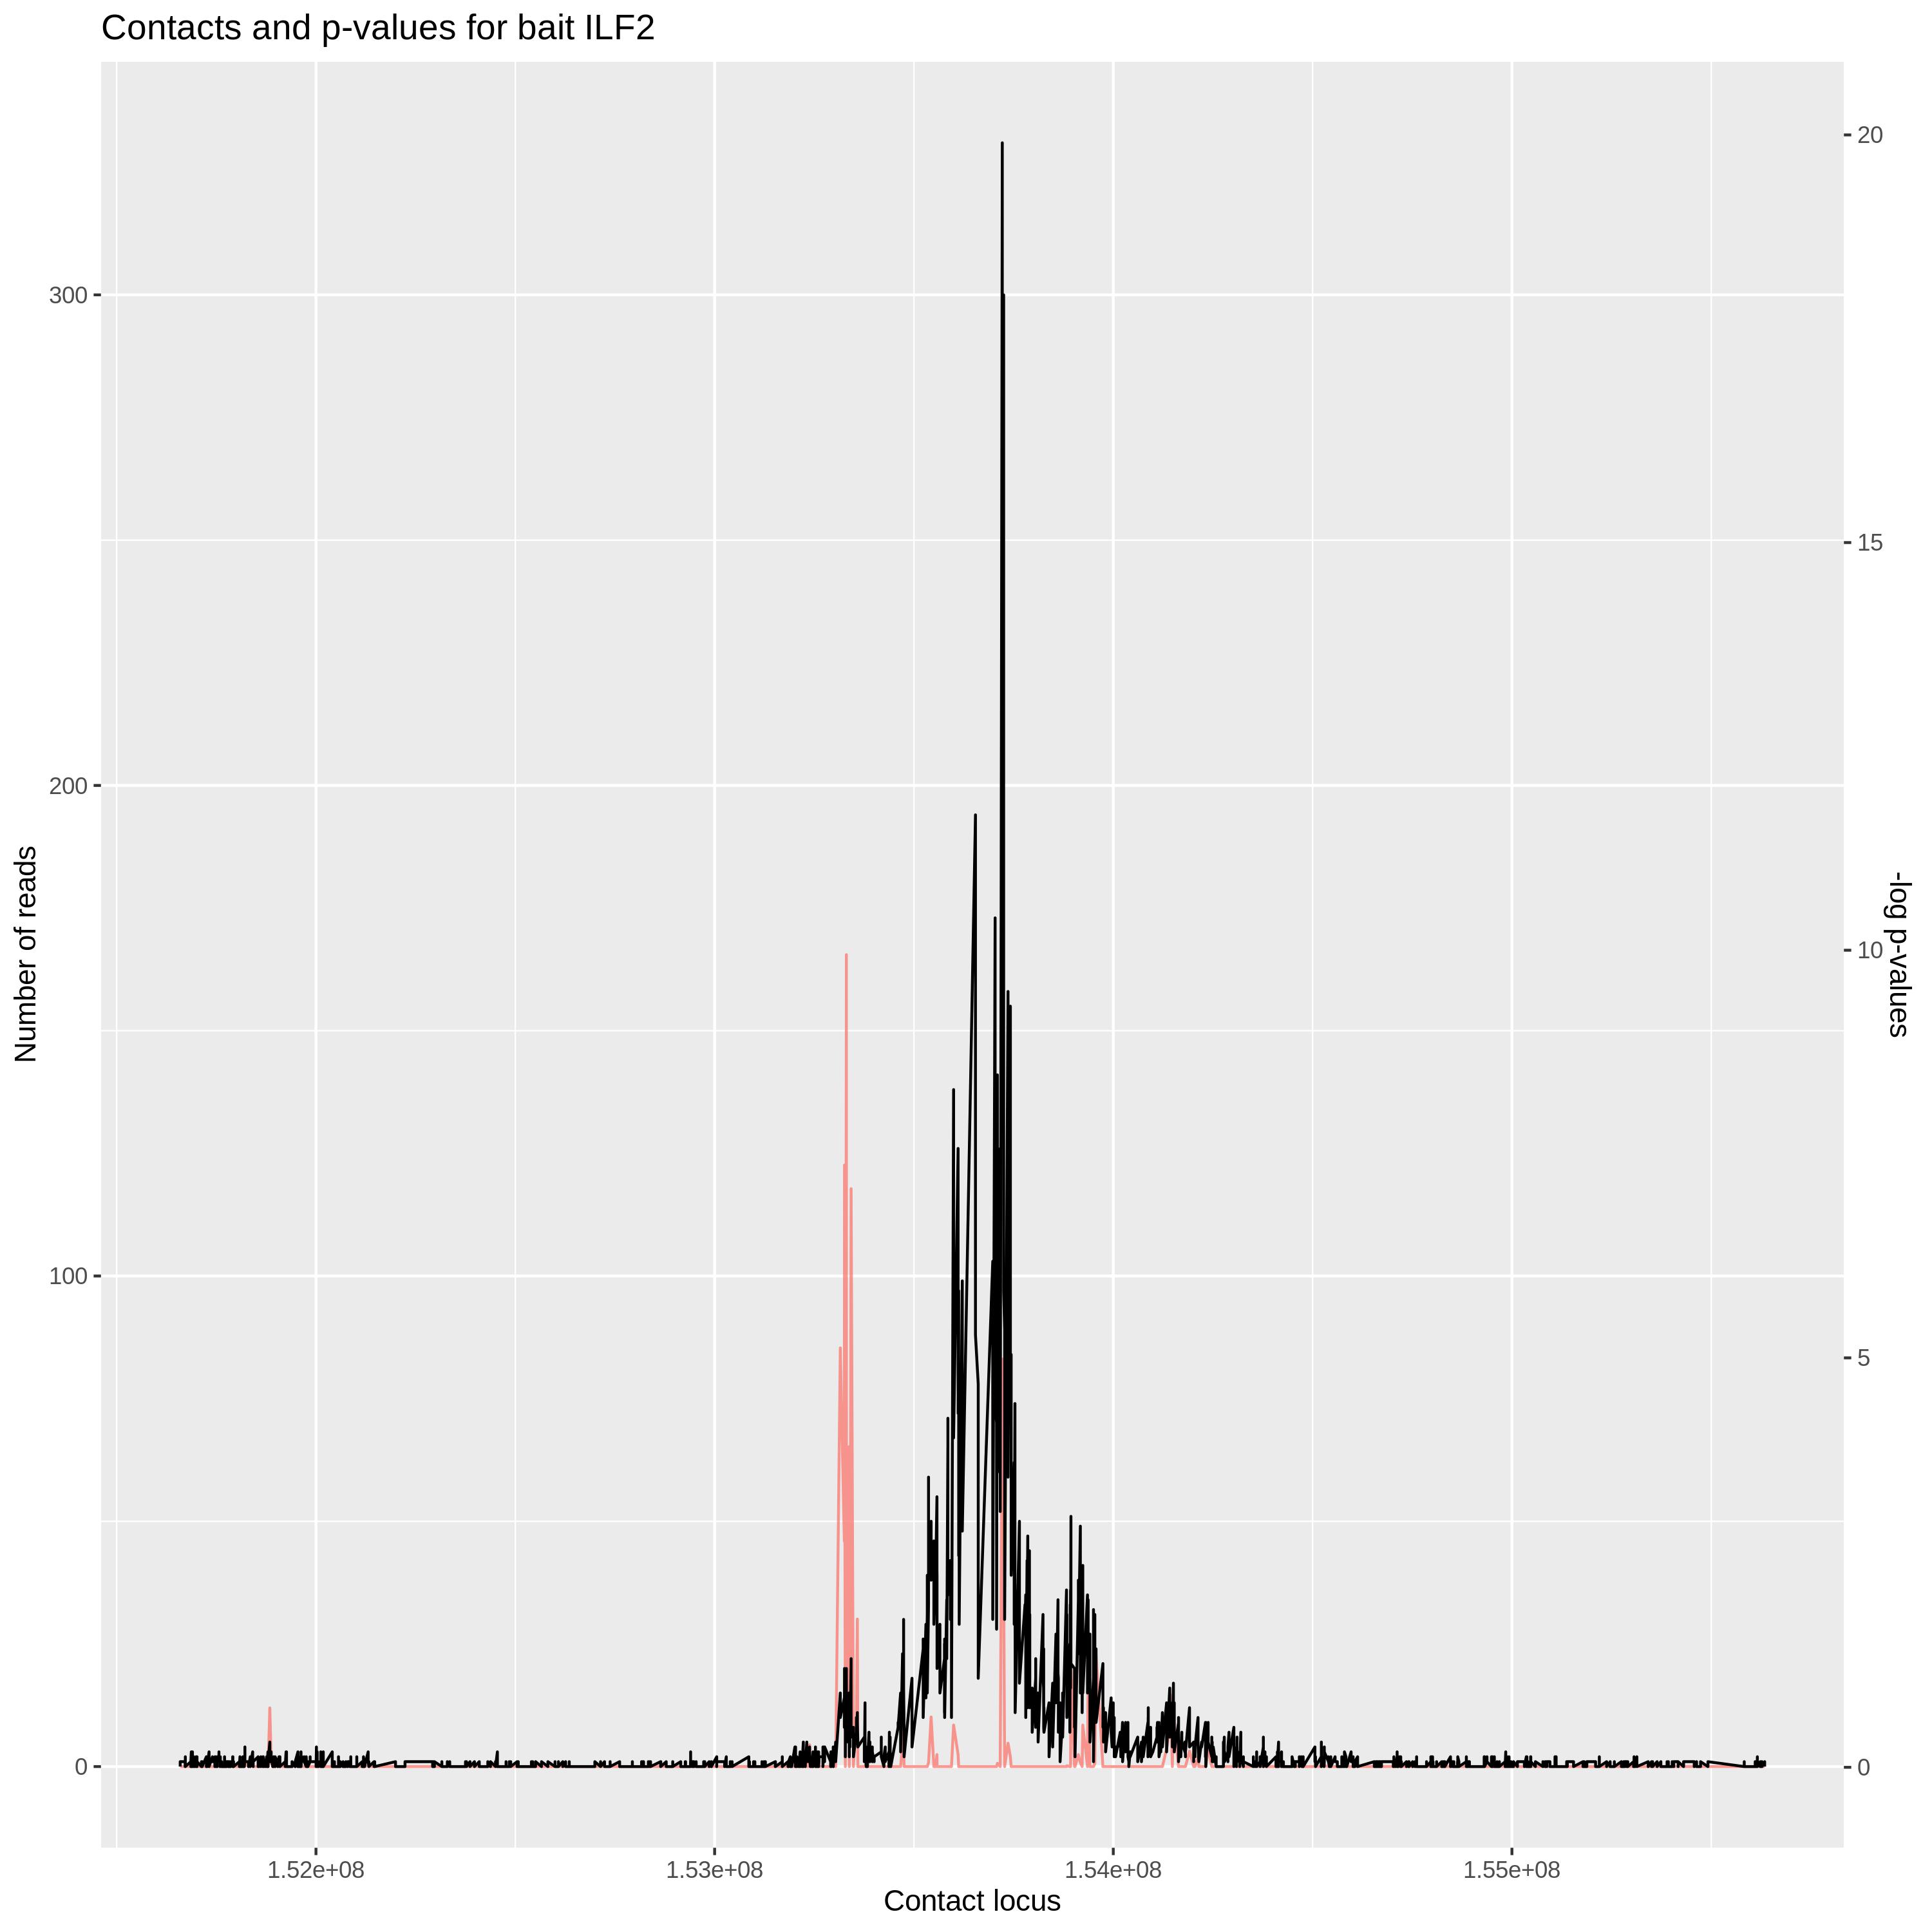 Contacts and p-values for bait ILF2
300
200
100
0
Number of reads
20
15
10
5
0
-log p-values
1.52e+08
1.53e+08
1.54e+08
1.55e+08
Contact locus